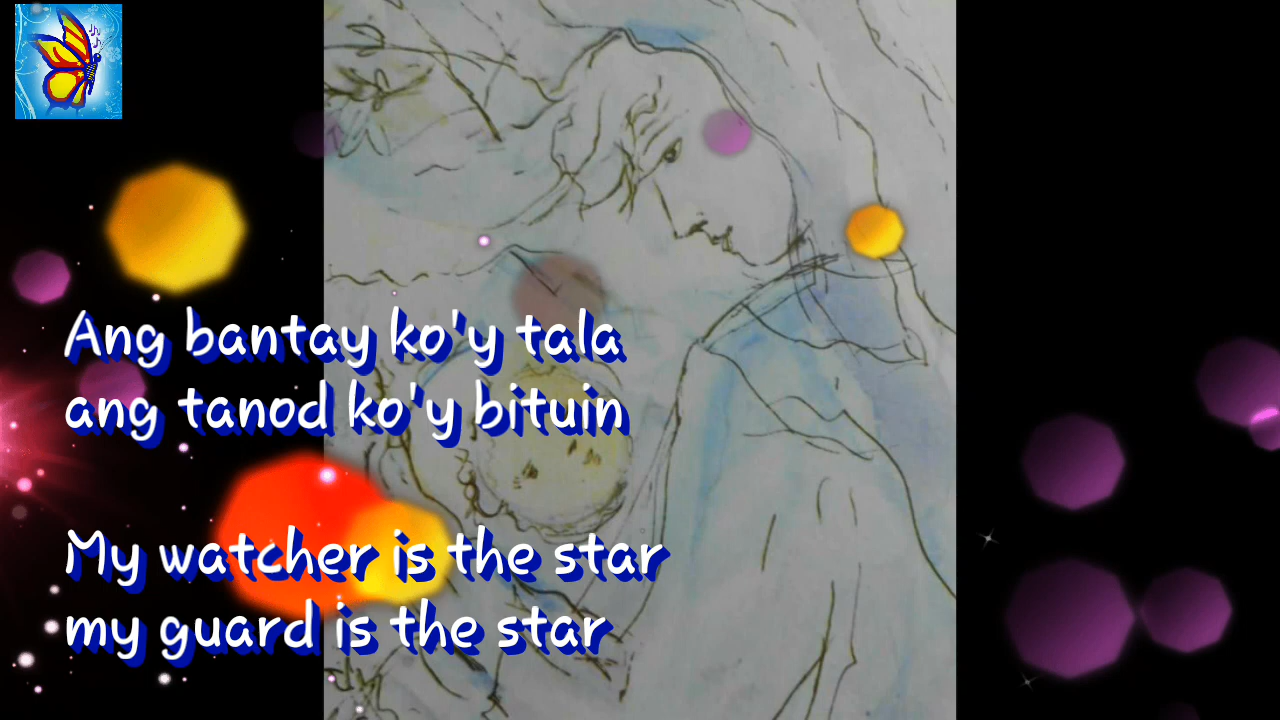 Ang bantay ko'y tala
ang tanod ko'y bituin
My watcher is the star
my guard is the star